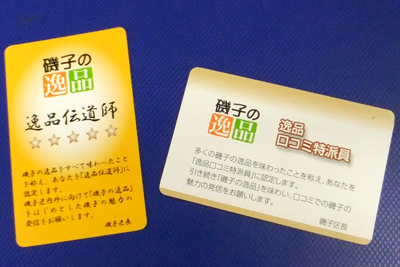 磯子の
逸品
逸品伝道師
☆☆☆☆☆
磯子の逸品をすべて味わったこと
を称え、あなたを「逸品伝道師」に
認定します。
磯子区内外に向けて「磯子の逸品」
をはじめとした磯子の魅力の
発信をお願いします。
磯子区長
磯子の
逸品
逸品
口コミ特派員
多くの磯子の逸品を味わったことを称え、あなたを
「逸品口コミ特派員」に認定します。
引き続き「磯子の逸品」を味わい、口コミでの磯子の
魅力の発信をお願いします。
磯子区長